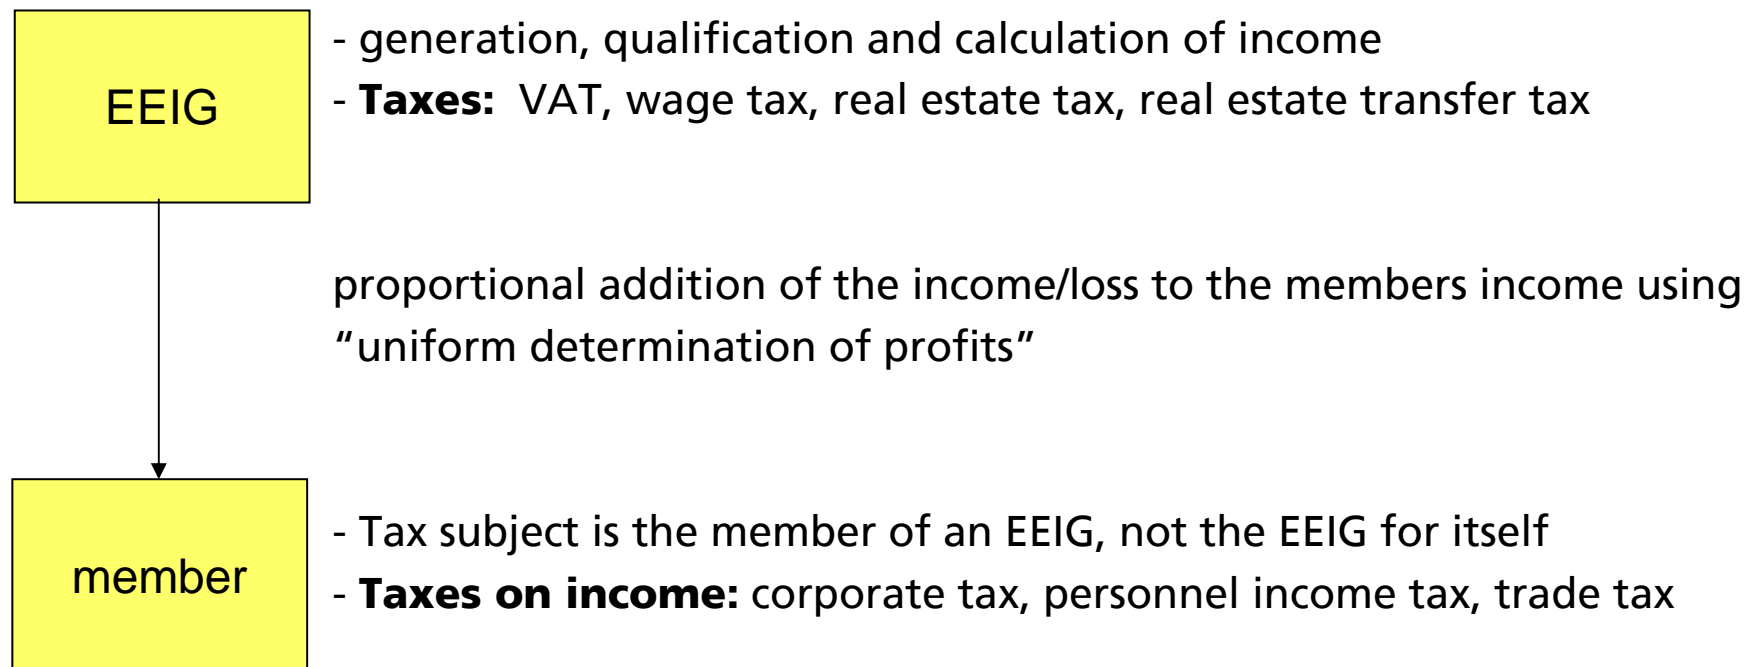 EEIG
- generation, qualification and calculation of income
- Taxes: VAT, wage tax, real estate tax, real estate transfer tax
proportional addition of the income/loss to the members income using
“uniform determination of profits”
member
- Tax subject is the member of an EEIG, not the EEIG for itself
- Taxes on income: corporate tax, personnel income tax, trade tax